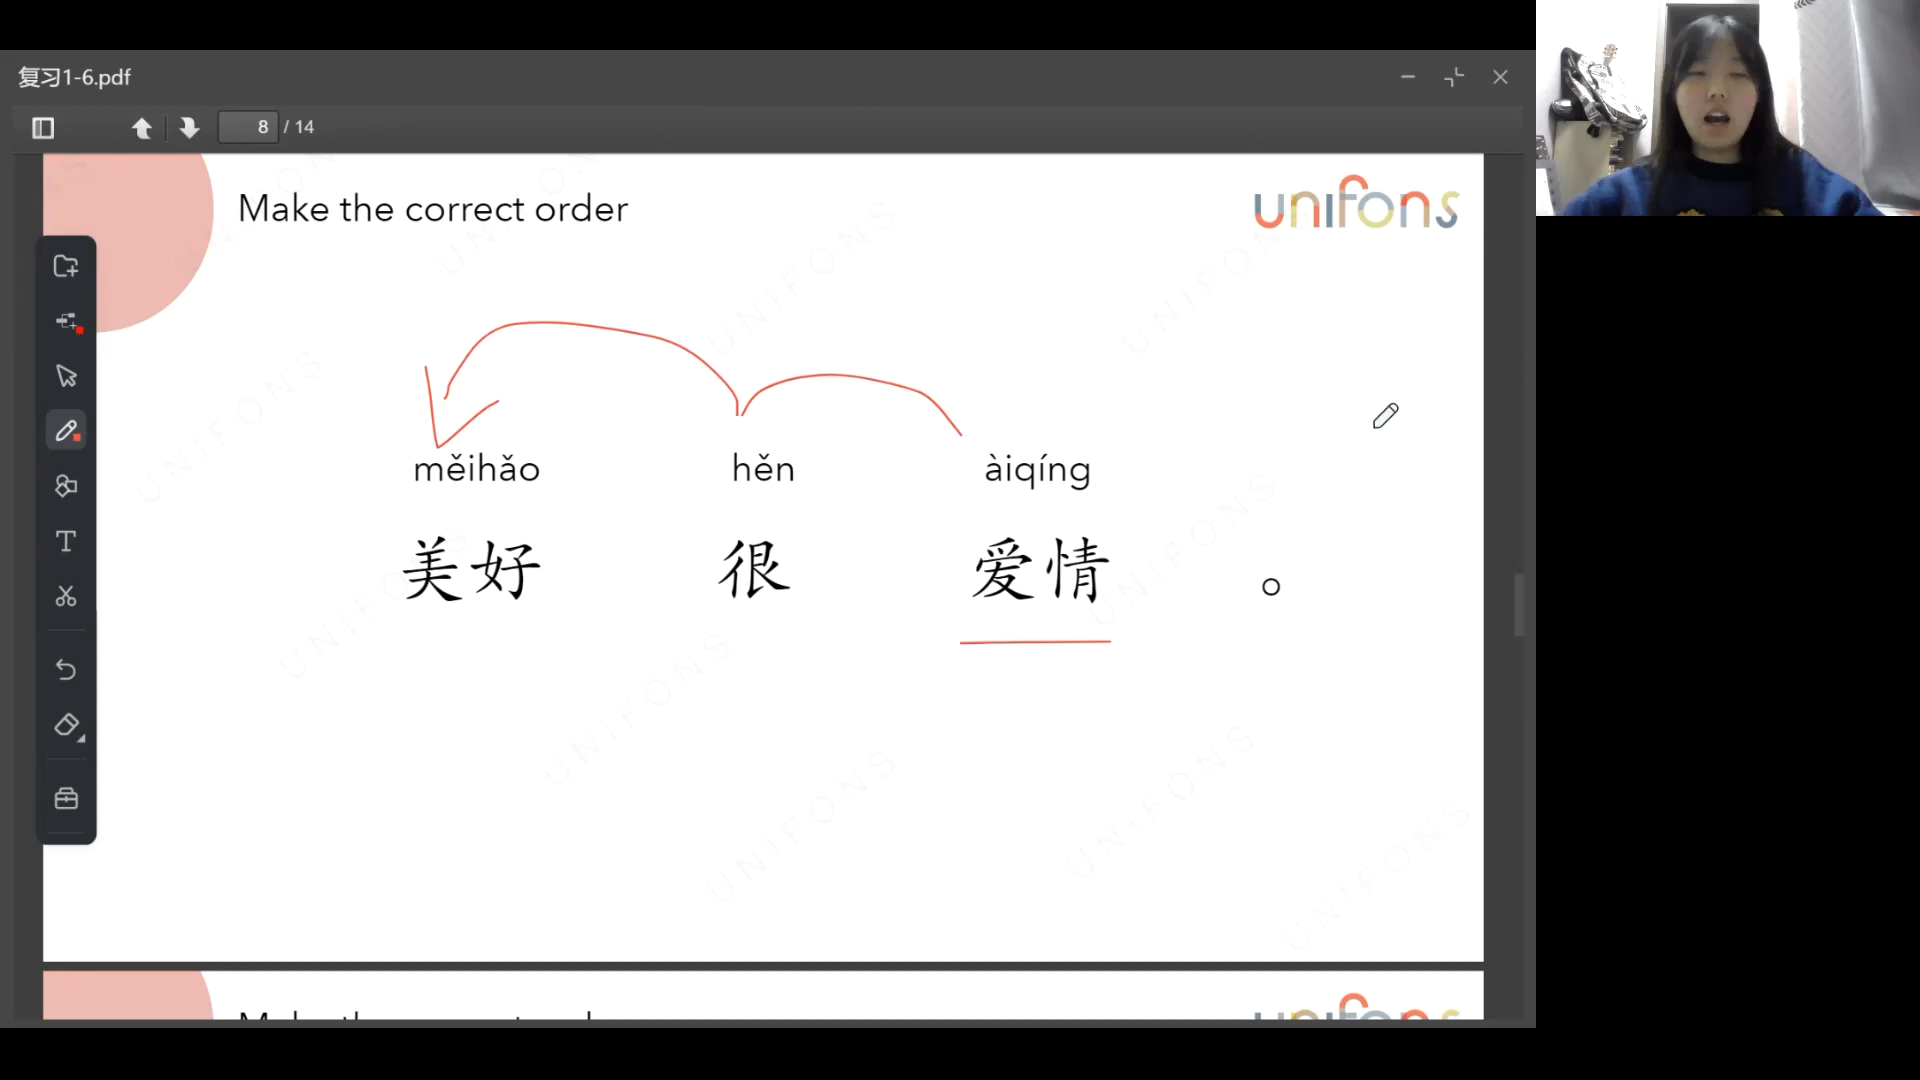 复习1-6.pdf
8 / 14
Make the correct order
unifons
měihǎo hěn àiqíng
美好 很 爱情 。
UNIFONS